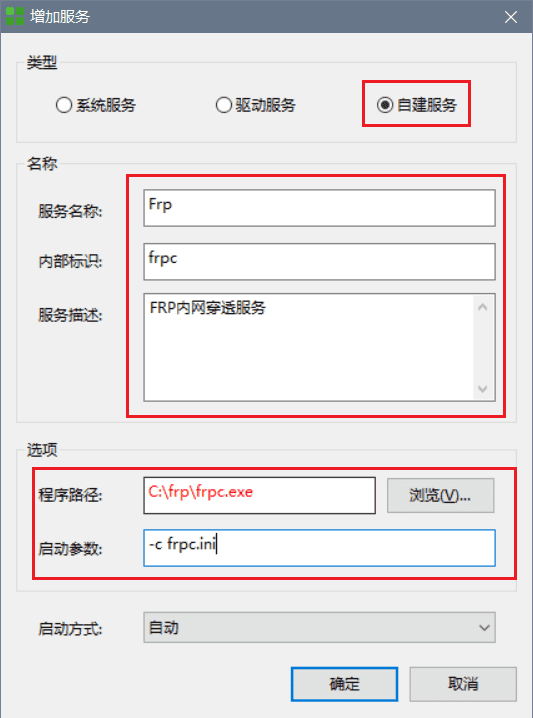 增加服务
类型
系统服务 驱动服务 自建服务
名称
服务名称: Frp
内部标识: frpc
服务描述: FRP内网穿透服务
选项
程序路径: C:\frp\frpc.exe 浏览(V)...
启动参数: -c frpc.ini
启动方式: 自动
确定 取消